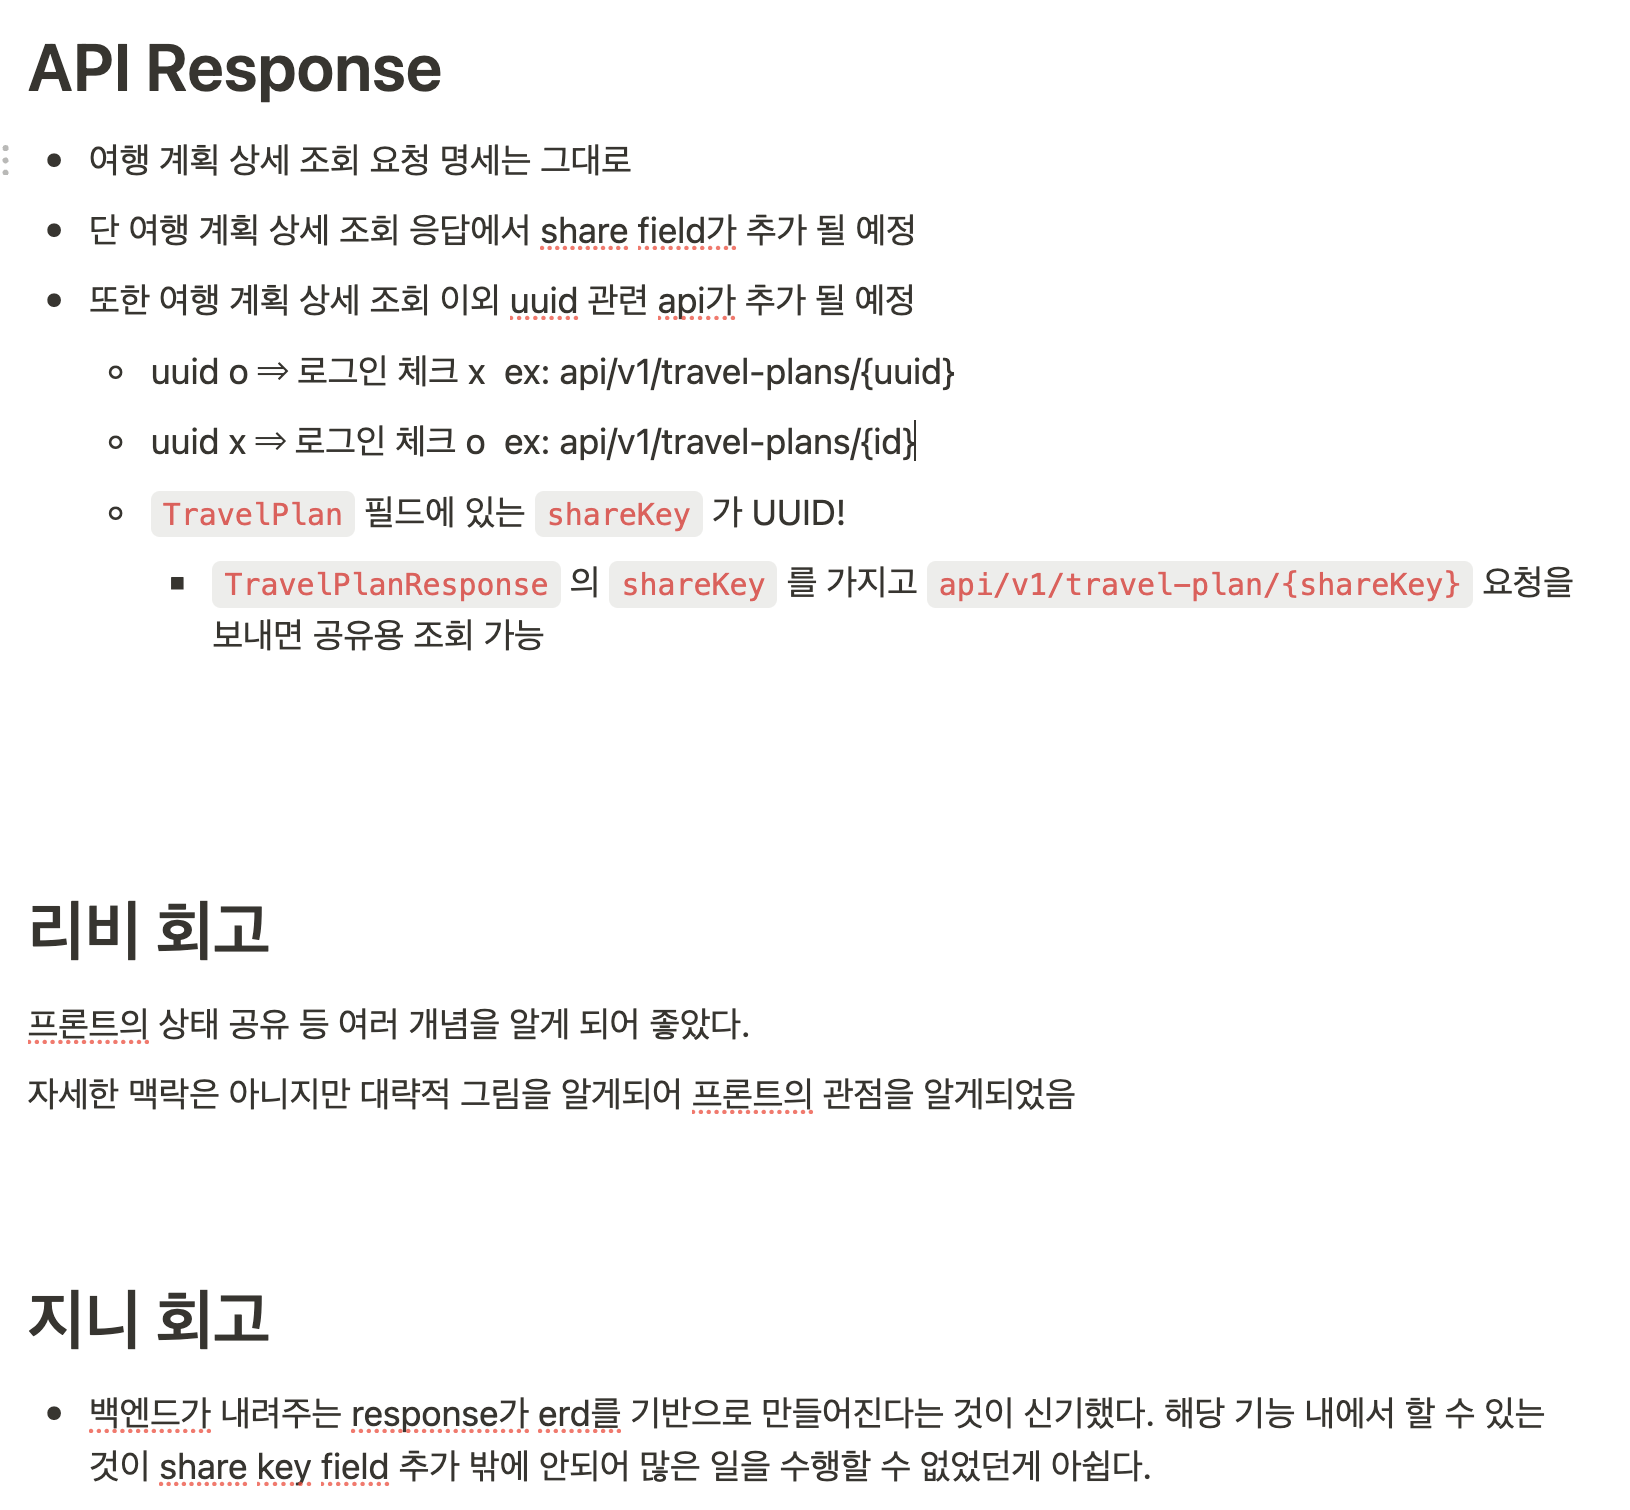 API Response
여행 계획 상세 조회 요청 명세는 그대로
단 여행 계획 상세 조회 응답에서 share field가 추가 될 예정
또한 여행 계획 상세 조회 이외 uuid 관련 api가 추가 될 예정
uuid o ⇒ 로그인 체크 x  ex: api/v1/travel-plans/{uuid}
uuid x ⇒ 로그인 체크 o  ex: api/v1/travel-plans/{id}
TravelPlan 필드에 있는 shareKey 가 UUID!
TravelPlanResponse 의 shareKey 를 가지고 api/v1/travel-plan/{shareKey} 요청을
보내면 공유용 조회 가능
리비 회고
프론트의 상태 공유 등 여러 개념을 알게 되어 좋았다.
자세한 맥락은 아니지만 대략적 그림을 알게되어 프론트의 관점을 알게되었음
지니 회고
백엔드가 내려주는 response가 erd를 기반으로 만들어진다는 것이 신기했다. 해당 기능 내에서 할 수 있는
것이 share key field 추가 밖에 안되어 많은 일을 수행할 수 없었던게 아쉽다.